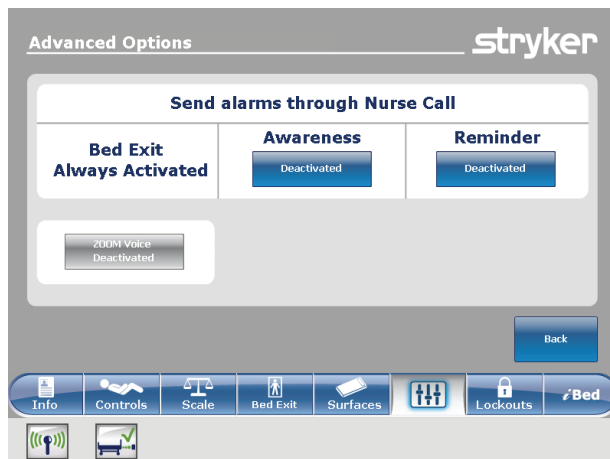 Advanced Options
stryker
Send alarms through Nurse Call
Bed Exit
Always Activated
Awareness
Deactivated
Reminder
Deactivated
ZOOM Voice
Deactivated
Back
Info
Controls
Scale
Bed Exit
Surfaces
Lockouts
iBed